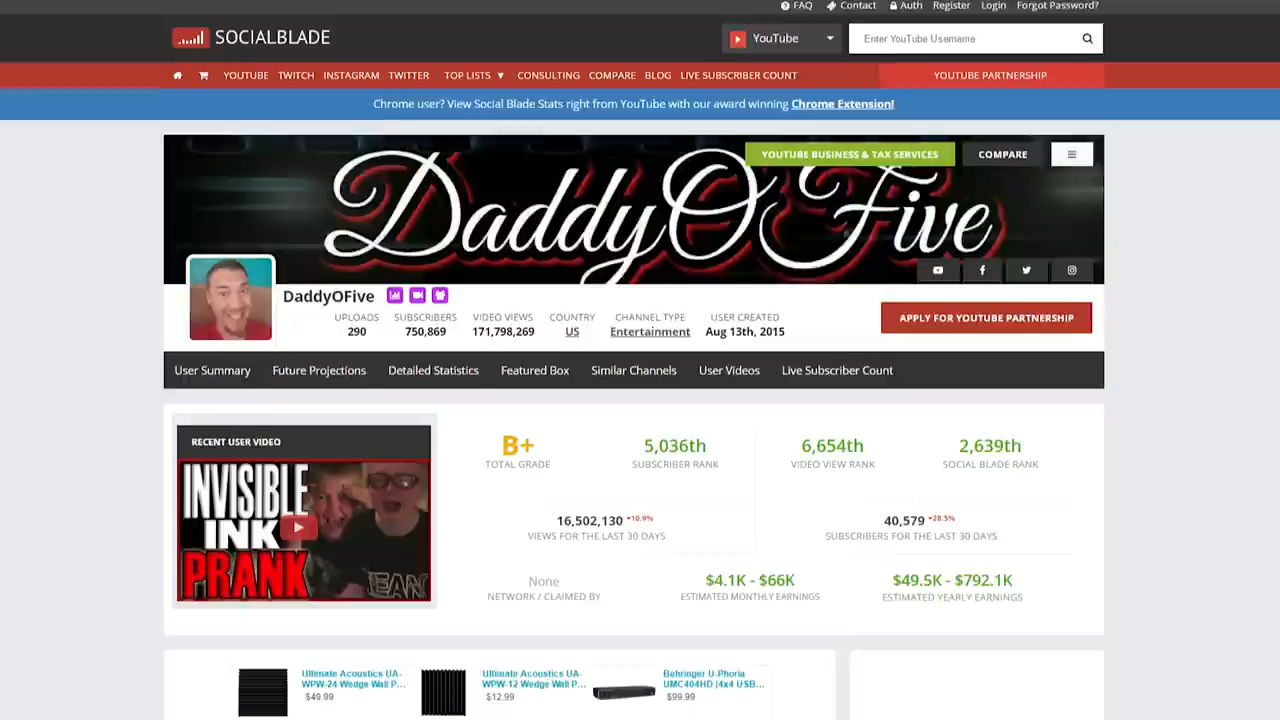 FAQ Contact Auth Register Login Forgot Password?
SOCIALBLADE
YouTube
Enter YouTube Username
YOUTUBE TWITCH INSTAGRAM TWITTER TOP LISTS ▼ CONSULTING COMPARE BLOG LIVE SUBSCRIBER COUNT YOUTUBE PARTNERSHIP
Chrome user? View Social Blade Stats right from YouTube with our award winning Chrome Extension!
YOUTUBE BUSINESS & TAX SERVICES COMPARE
DaddyOFive
DaddyOFive
UPLOADS SUBSCRIBERS VIDEO VIEWS COUNTRY CHANNEL TYPE USER CREATED
290 750,869 171,798,269 US Entertainment Aug 13th, 2015
APPLY FOR YOUTUBE PARTNERSHIP
User Summary Future Projections Detailed Statistics Featured Box Similar Channels User Videos Live Subscriber Count
RECENT USER VIDEO
INVISIBLE
INK
PRANK
B+ 5,036th 6,654th 2,639th
TOTAL GRADE SUBSCRIBER RANK VIDEO VIEW RANK SOCIAL BLADE RANK
16,502,130 10.9% 40,579 28.5%
VIEWS FOR THE LAST 30 DAYS SUBSCRIBERS FOR THE LAST 30 DAYS
None $4.1K - $66K $49.5K - $792.1K
NETWORK / CLAIMED BY ESTIMATED MONTHLY EARNINGS ESTIMATED YEARLY EARNINGS
Ultimate Acoustics UA- Ultimate Acoustics UA- Behringer U-Phoria
WPW-24 Wedge Wall P... WPW-12 Wedge Wall P... UMC404HD (4x4 USB...
$49.99 $12.99 $99.99